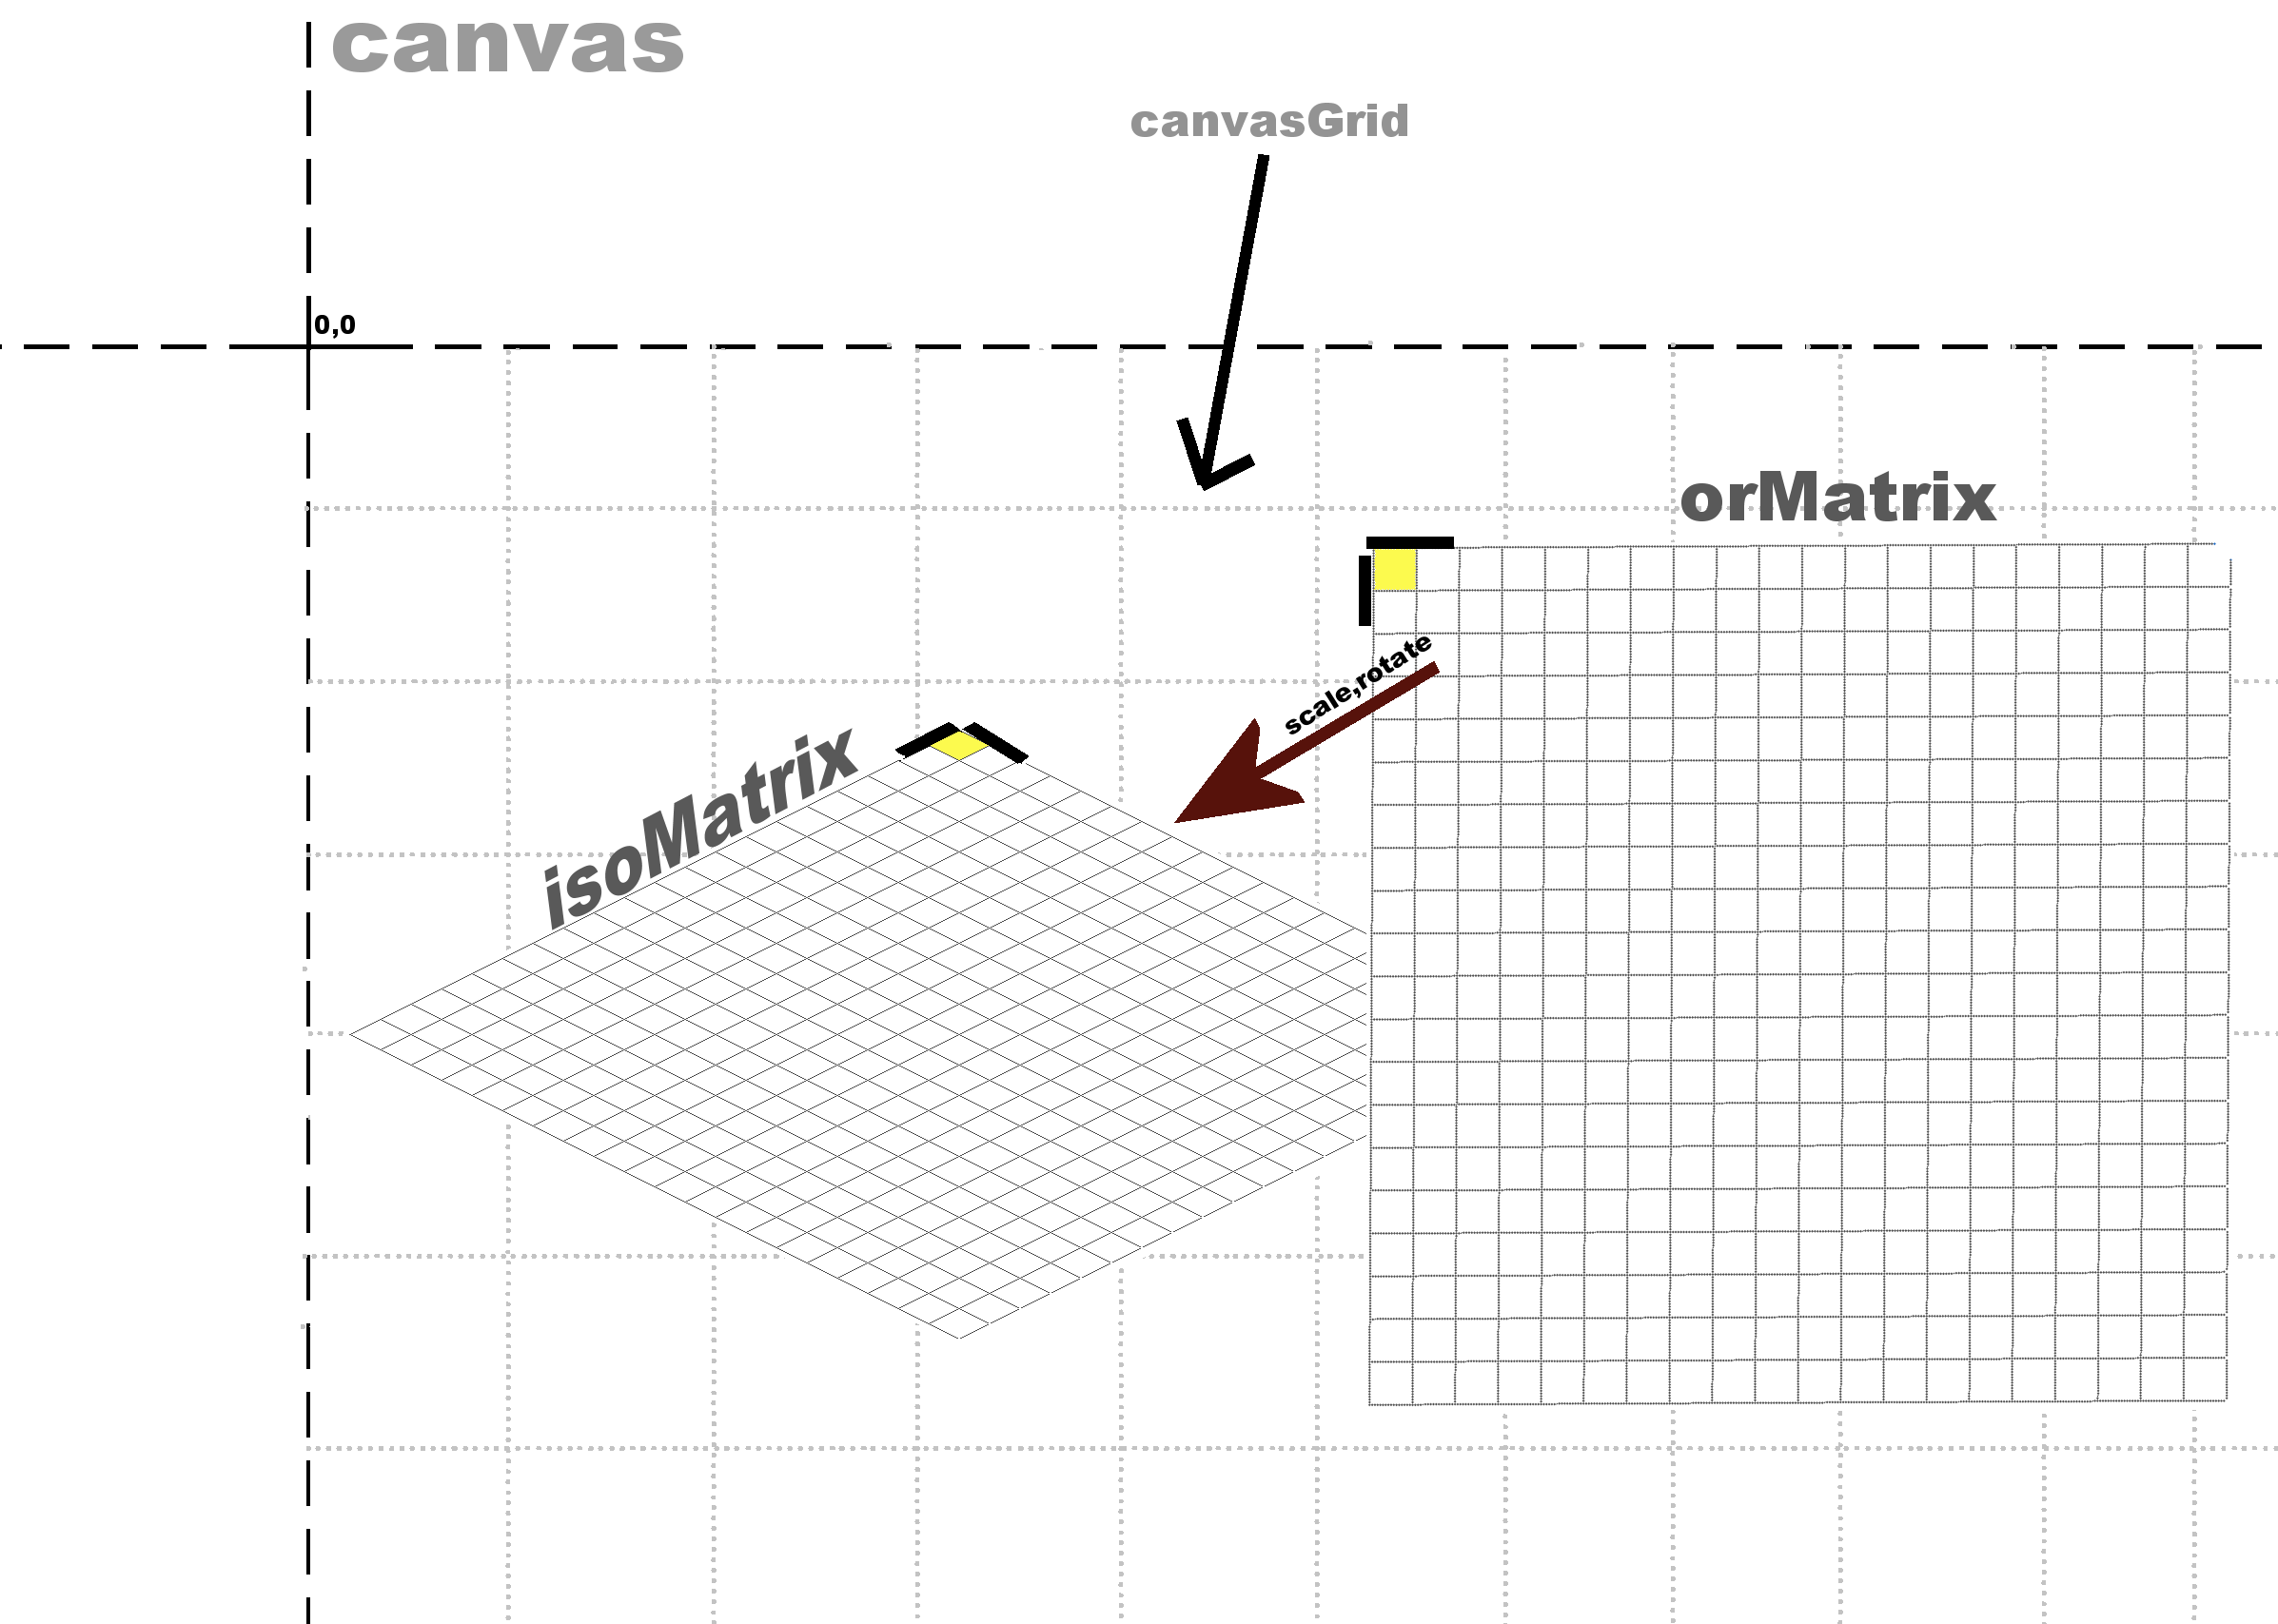 canvas
canvasGrid
0,0
orMatrix
scale,rotate
isoMatrix